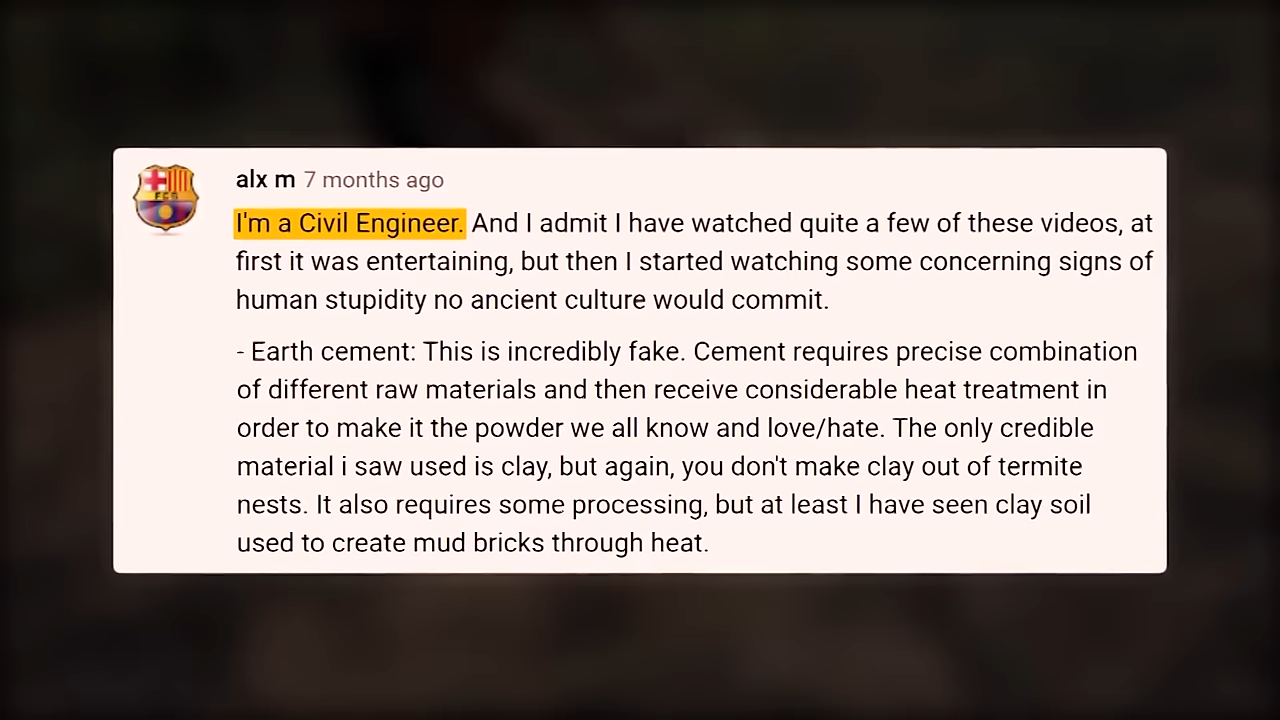 alx m 7 months ago
I'm a Civil Engineer. And I admit I have watched quite a few of these videos, at
first it was entertaining, but then I started watching some concerning signs of
human stupidity no ancient culture would commit.
- Earth cement: This is incredibly fake. Cement requires precise combination
of different raw materials and then receive considerable heat treatment in
order to make it the powder we all know and love/hate. The only credible
material i saw used is clay, but again, you don't make clay out of termite
nests. It also requires some processing, but at least I have seen clay soil
used to create mud bricks through heat.
FCB